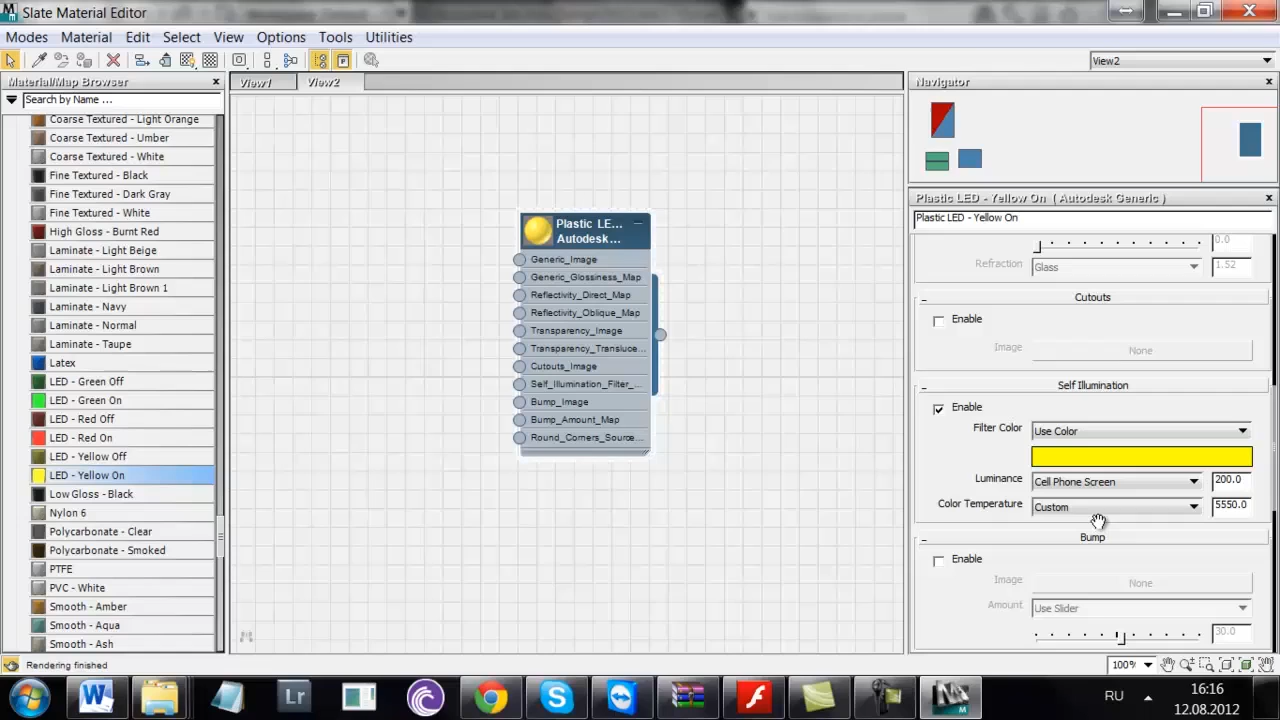 Slate Material Editor
Modes Material Edit Select View Options Tools Utilities
View2
Material/Map Browser
Search by Name ...
Coarse Textured - Light Orange
Coarse Textured - Umber
Coarse Textured - White
Fine Textured - Black
Fine Textured - Dark Gray
Fine Textured - White
High Gloss - Burnt Red
Laminate - Light Beige
Laminate - Light Brown
Laminate - Light Brown 1
Laminate - Navy
Laminate - Normal
Laminate - Taupe
Latex
LED - Green Off
LED - Green On
LED - Red Off
LED - Red On
LED - Yellow Off
LED - Yellow On
Low Gloss - Black
Nylon 6
Polycarbonate - Clear
Polycarbonate - Smoked
PTFE
PVC - White
Smooth - Amber
Smooth - Aqua
Smooth - Ash
View1 View2
Plastic LE...
Autodesk...
Generic_Image
Generic_Glossiness_Map
Reflectivity_Direct_Map
Reflectivity_Oblique_Map
Transparency_Image
Transparency_Transluce...
Cutouts_Image
Self_Illumination_Filter_...
Bump_Image
Bump_Amount_Map
Round_Corners_Source...
Navigator
Plastic LED - Yellow On ( Autodesk Generic )
Plastic LED - Yellow On
0.0
Refraction Glass 1.52
Cutouts
Enable
Image None
Self Illumination
Enable
Filter Color Use Color
Luminance Cell Phone Screen 200.0
Color Temperature Custom 5550.0
Bump
Enable
Image None
Amount Use Slider
30.0
Rendering finished
100%
RU
16:16
12.08.2012